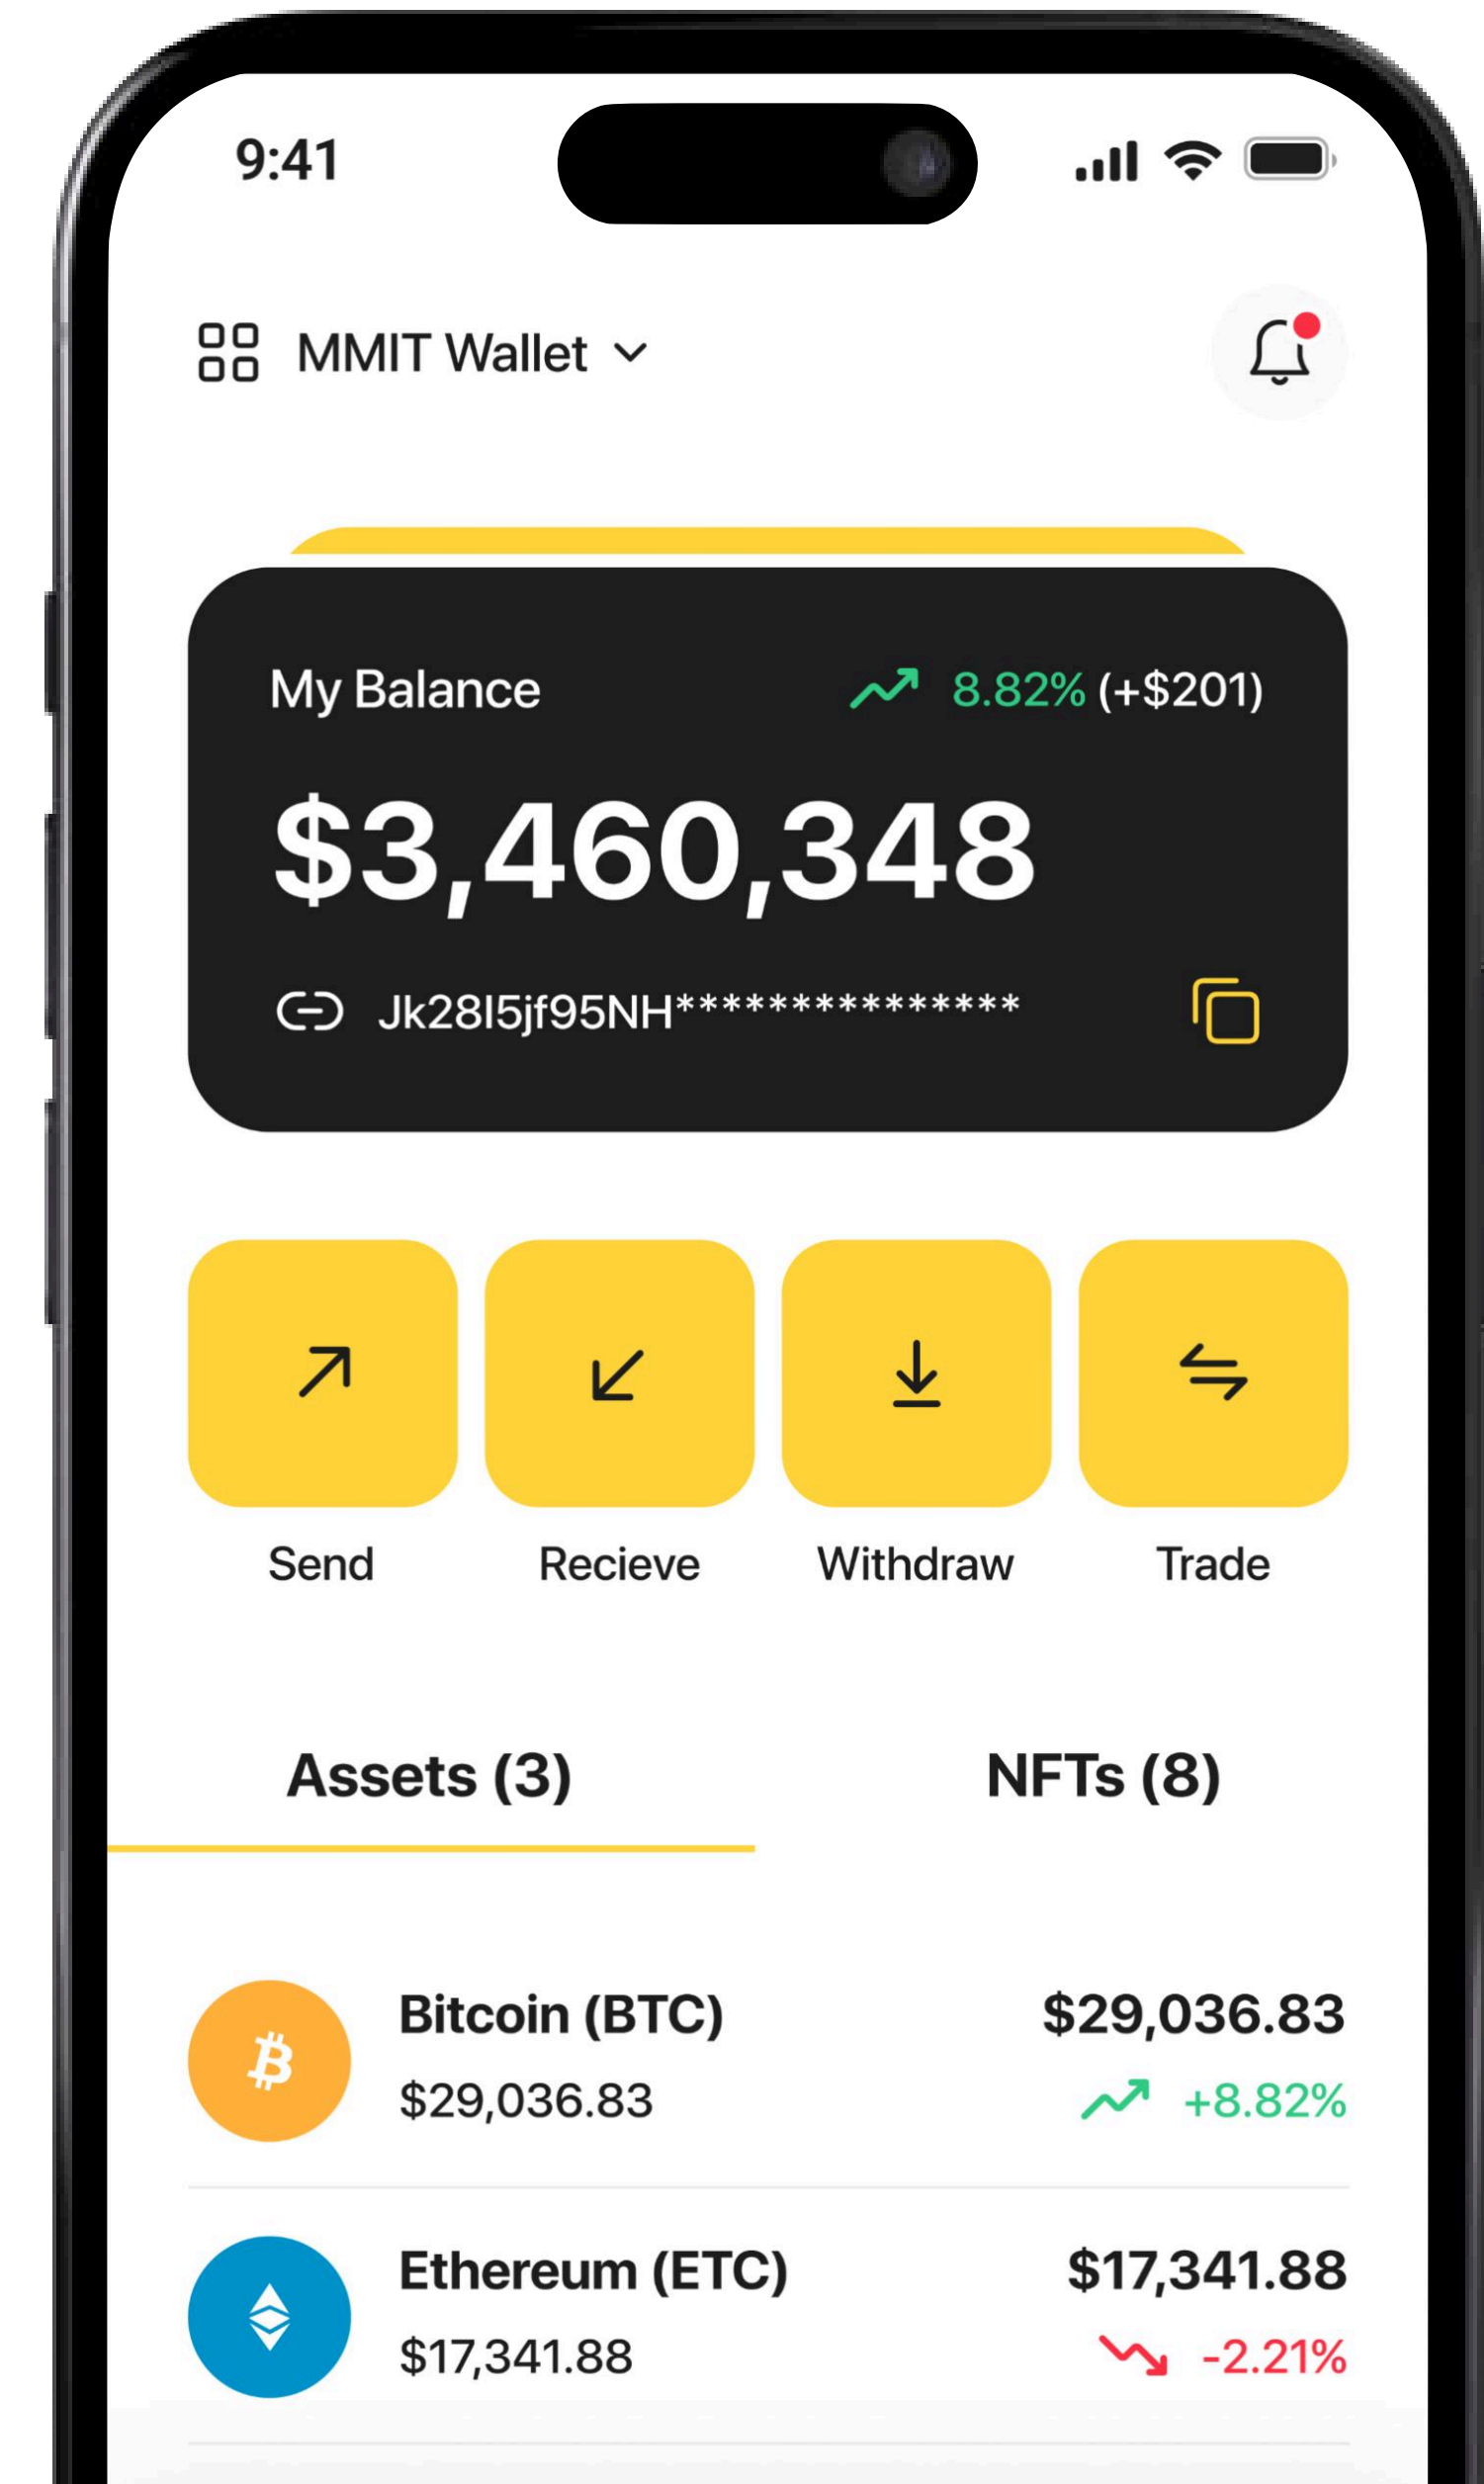 9:41
MMIT Wallet
My Balance 8.82% (+$201)
$3,460,348
Jk28I5jf95NH***************
Send Recieve Withdraw Trade
Assets (3) NFTs (8)
Bitcoin (BTC) $29,036.83
$29,036.83 +8.82%
Ethereum (ETC) $17,341.88
$17,341.88 -2.21%